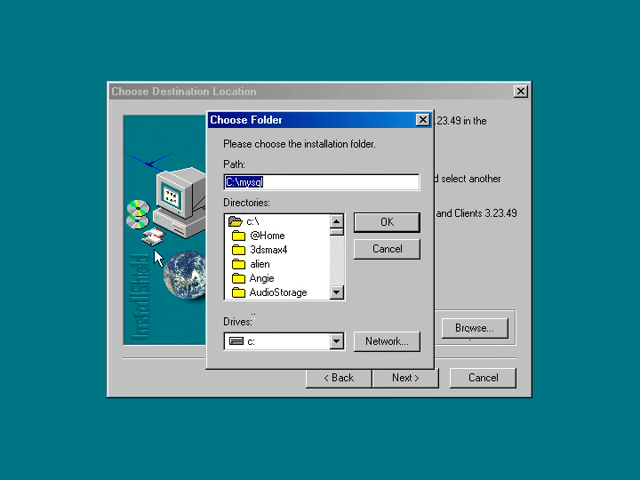 Choose Destination Location
Choose Folder
.23.49 in the
Please choose the installation folder.
Path:
C:\mysql
d select another
Directories:
c:\
@Home
3dsmax4
alien
Angie
AudioStorage
OK
Cancel
and Clients 3.23.49
..
Drives:
c:
Network...
Browse...
InstallShield
< Back
Next >
Cancel